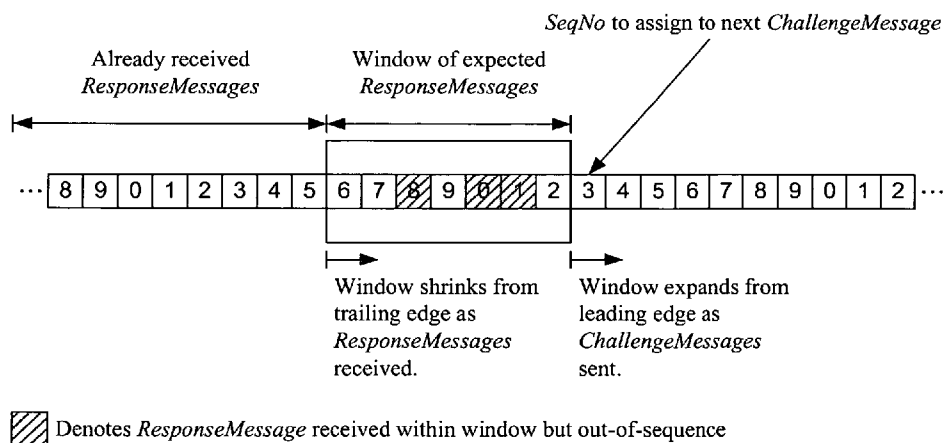 SeqNo to assign to next ChallengeMessage
Already received
ResponseMessages
Window of expected
ResponseMessages
... 8 9 0 1 2 3 4 5 6 7 8 9 0 1 2 3 4 5 6 7 8 9 0 1 2 ...
Window shrinks from
trailing edge as
ResponseMessages
received.
Window expands from
leading edge as
ChallengeMessages
sent.
Denotes ResponseMessage received within window but out-of-sequence